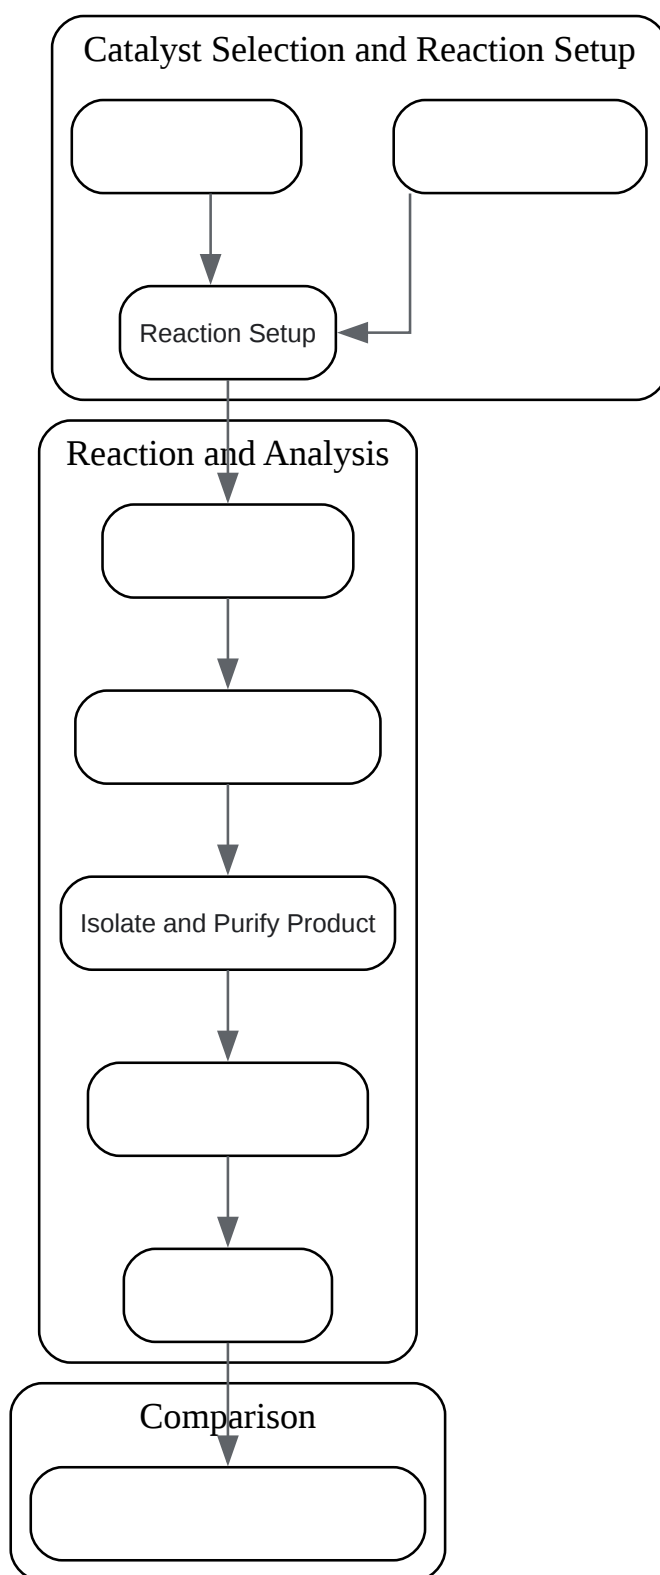 Catalyst Selection and Reaction Setup
Reaction Setup
Reaction and Analysis
Isolate and Purify Product
Comparison